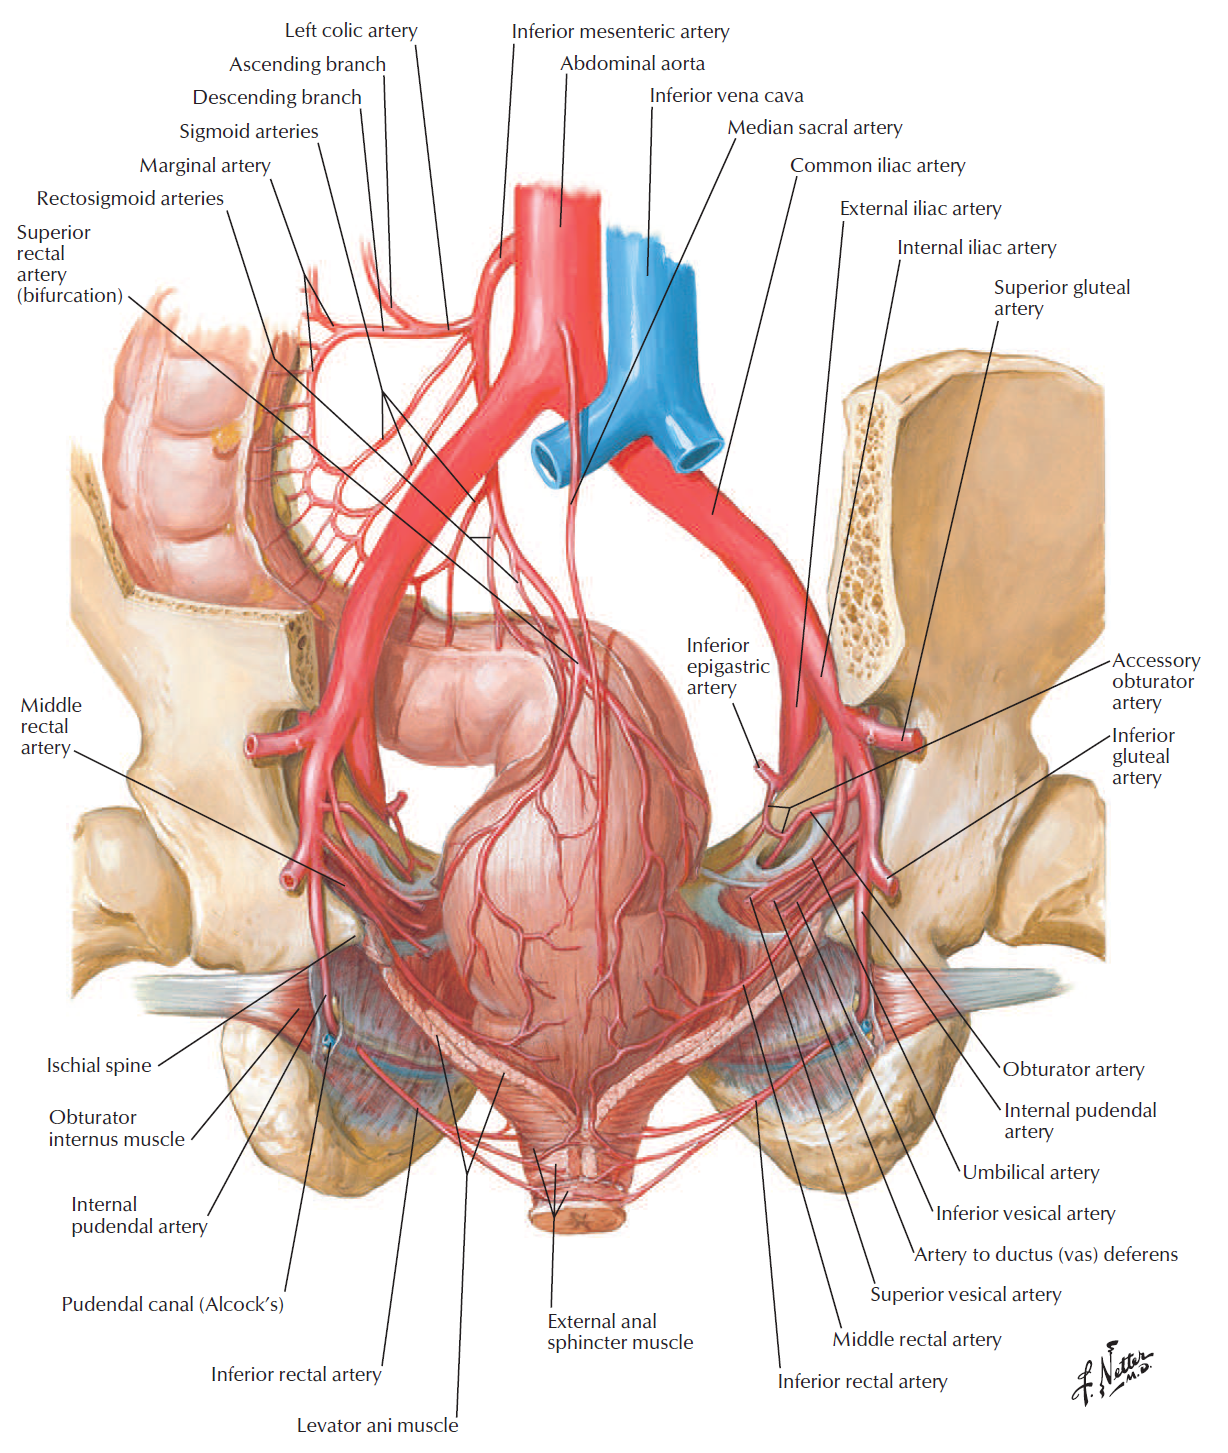 Left colic artery
Ascending branch
Descending branch
Sigmoid arteries
Marginal artery
Rectosigmoid arteries
Superior
rectal
artery
(bifurcation)
Inferior mesenteric artery
Abdominal aorta
Inferior vena cava
Median sacral artery
Common iliac artery
External iliac artery
Internal iliac artery
Superior gluteal
artery
Inferior
epigastric
artery
Accessory
obturator
artery
Inferior
gluteal
artery
Middle
rectal
artery
Ischial spine
Obturator
internus muscle
Internal
pudendal artery
Pudendal canal (Alcock's)
Inferior rectal artery
Levator ani muscle
External anal
sphincter muscle
Obturator artery
Internal pudendal
artery
Umbilical artery
Inferior vesical artery
Artery to ductus (vas) deferens
Superior vesical artery
Middle rectal artery
Inferior rectal artery
F. Netter
M.D.